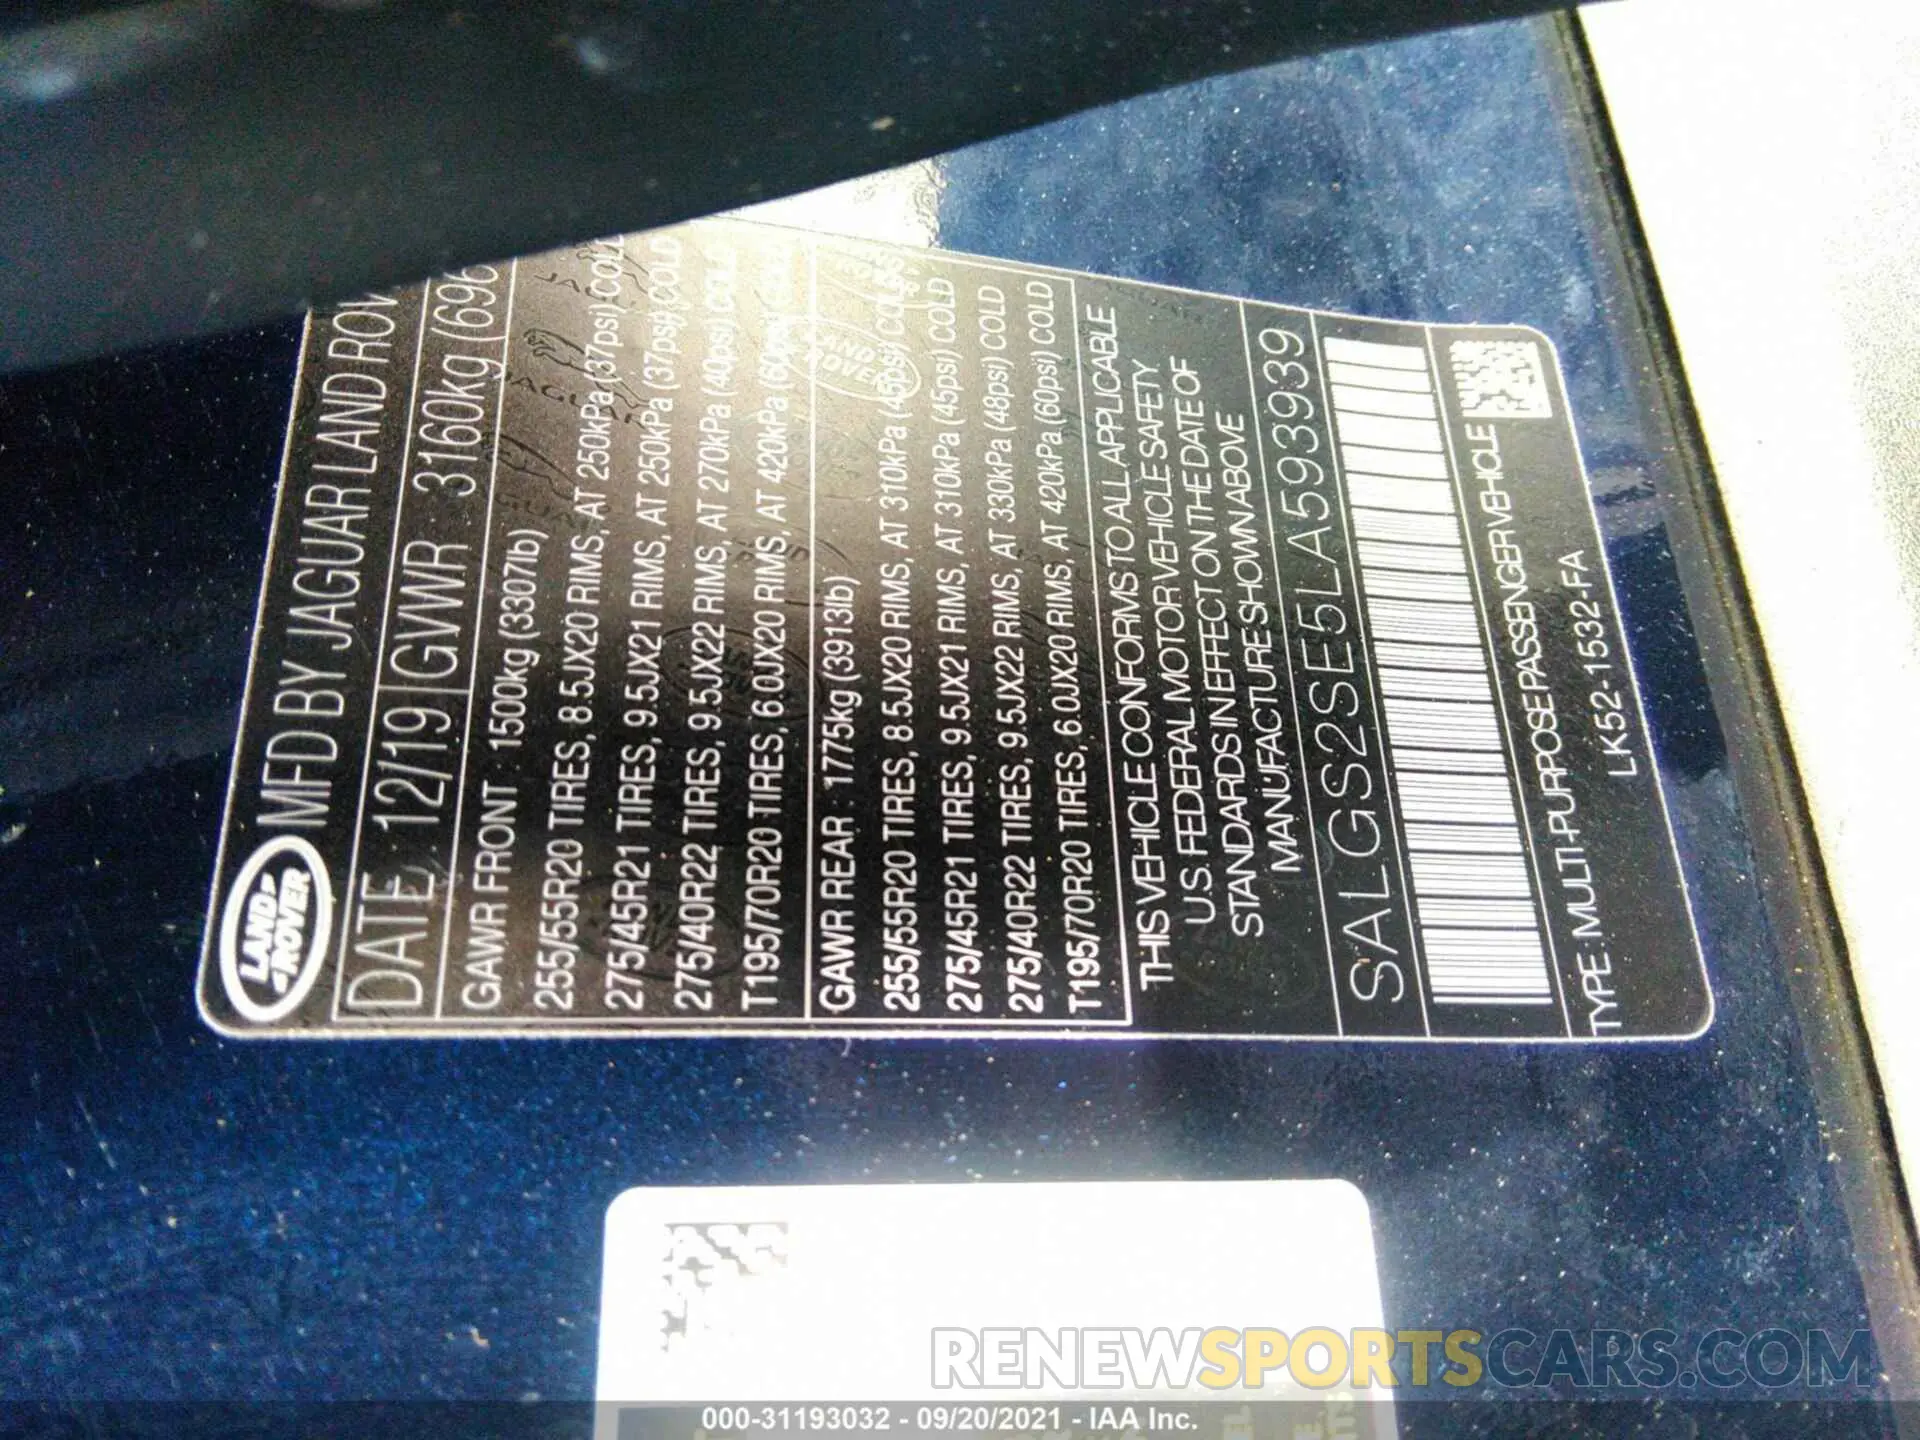 LAND
ROVER
MFD BY JAGUAR LAND ROV
DATE 12/19 GVWR 3160kg (696
GAWR FRONT : 1500kg (3307lb)
255/55R20 TIRES, 8.5JX20 RIMS, AT 250kPa (37psi) COLD
275/45R21 TIRES, 9.5JX21 RIMS, AT 250kPa (37psi) COLD
275/40R22 TIRES, 9.5JX22 RIMS, AT 270kPa (40psi) COLD
T195/70R20 TIRES, 6.0JX20 RIMS, AT 420kPa (60psi) COLD
GAWR REAR : 1775kg (3913lb)
255/55R20 TIRES, 8.5JX20 RIMS, AT 310kPa (45psi) COLD
275/45R21 TIRES, 9.5JX21 RIMS, AT 310kPa (45psi) COLD
275/40R22 TIRES, 9.5JX22 RIMS, AT 330kPa (48psi) COLD
T195/70R20 TIRES, 6.0JX20 RIMS, AT 420kPa (60psi) COLD
THIS VEHICLE CONFORMS TO ALL APPLICABLE
U.S. FEDERAL MOTOR VEHICLE SAFETY
STANDARDS IN EFFECT ON THE DATE OF
MANUFACTURE SHOWN ABOVE
SALGS2SE5LA593939
TYPE: MULTI-PURPOSE PASSENGER VEHICLE
LK52-1532-FA
RENEWSPORTSCARS.COM
000-31193032 - 09/20/2021 - IAA Inc.